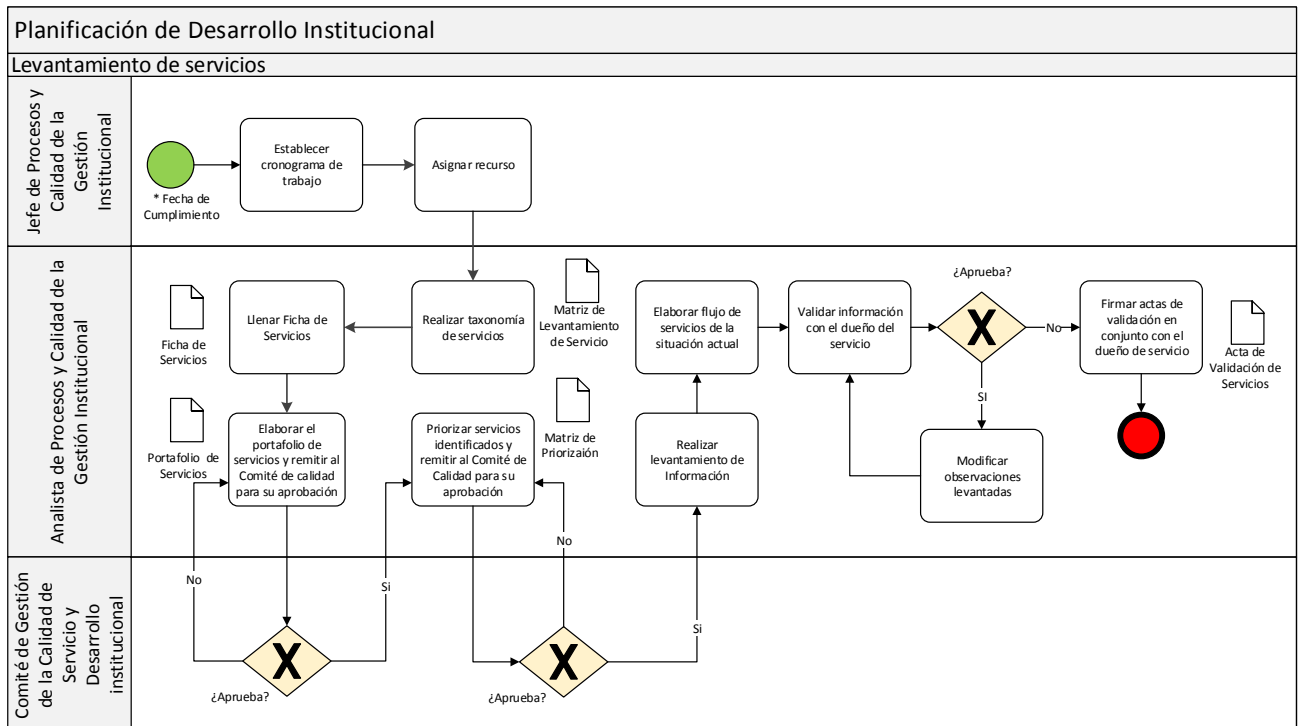 Planificación de Desarrollo Institucional
Levantamiento de servicios
Jefe de Procesos y
Calidad de la
Gestión
Institucional
* Fecha de
Cumplimiento
Establecer
cronograma de
trabajo
Asignar recurso
Analista de Procesos y Calidad de la
Gestión Institucional
Ficha de
Servicios
Llenar Ficha de
Servicios
Realizar taxonomía
de servicios
Matriz de
Levantamiento
de Servicio
Elaborar flujo de
servicios de la
situación actual
Validar información
con el dueño del
servicio
¿Aprueba?
X
No
SI
Firmar actas de
validación en
conjunto con el
dueño de servicio
Acta de
Validación de
Servicios
Portafolio de
Servicios
Elaborar el
portafolio de
servicios y remitir al
Comité de calidad
para su aprobación
Priorizar servicios
identificados y
remitir al Comité de
Calidad para su
aprobación
Matriz de
Priorizaión
Realizar
levantamiento de
Información
Modificar
observaciones
levantadas
Comité de Gestión
de la Calidad de
Servicio y
Desarrollo
institucional
No
X
¿Aprueba?
Si
No
X
¿Aprueba?
Si